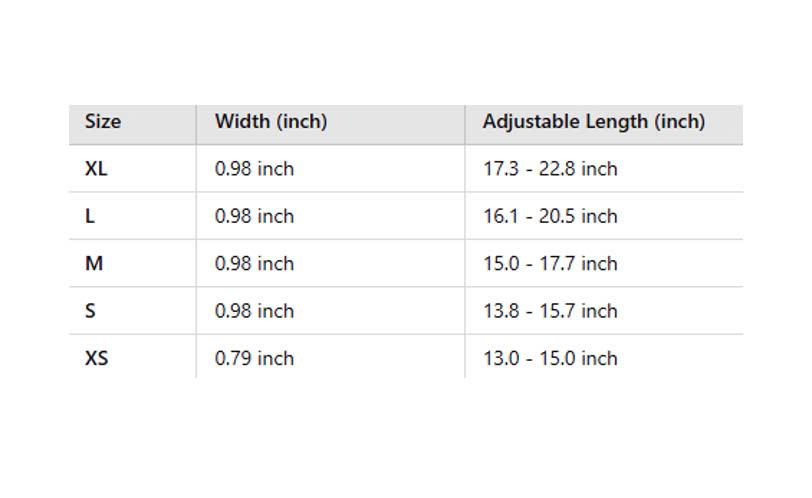 Size Width (inch) Adjustable Length (inch)
XL 0.98 inch 17.3 - 22.8 inch
L 0.98 inch 16.1 - 20.5 inch
M 0.98 inch 15.0 - 17.7 inch
S 0.98 inch 13.8 - 15.7 inch
XS 0.79 inch 13.0 - 15.0 inch